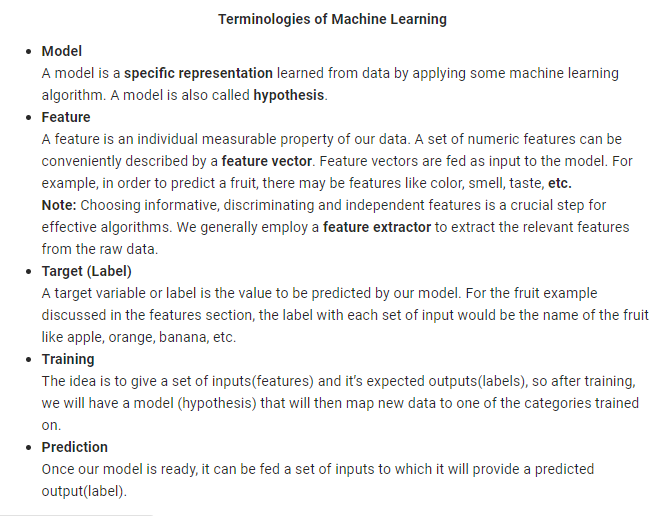 Terminologies of Machine Learning
• Model
A model is a specific representation learned from data by applying some machine learning
algorithm. A model is also called hypothesis.
• Feature
A feature is an individual measurable property of our data. A set of numeric features can be
conveniently described by a feature vector. Feature vectors are fed as input to the model. For
example, in order to predict a fruit, there may be features like color, smell, taste, etc.
Note: Choosing informative, discriminating and independent features is a crucial step for
effective algorithms. We generally employ a feature extractor to extract the relevant features
from the raw data.
• Target (Label)
A target variable or label is the value to be predicted by our model. For the fruit example
discussed in the features section, the label with each set of input would be the name of the fruit
like apple, orange, banana, etc.
• Training
The idea is to give a set of inputs(features) and it's expected outputs(labels), so after training,
we will have a model (hypothesis) that will then map new data to one of the categories trained
on.
• Prediction
Once our model is ready, it can be fed a set of inputs to which it will provide a predicted
output(label).